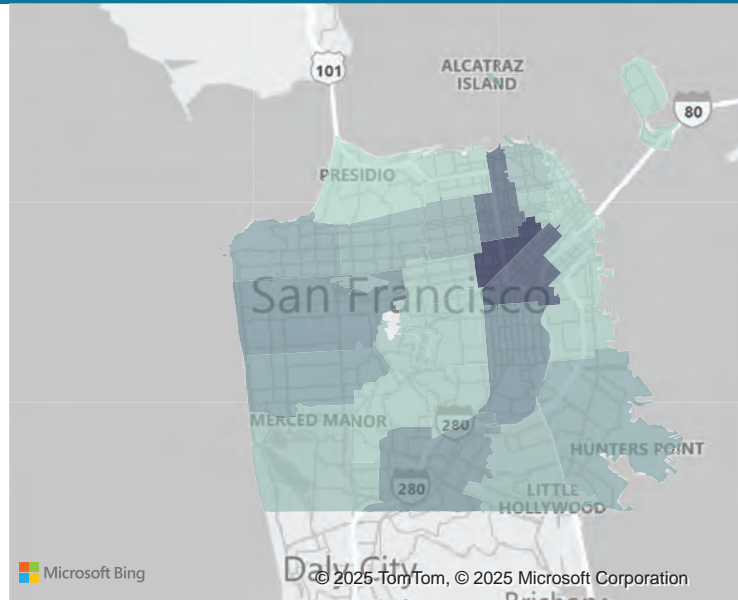 101
ALCATRAZ
ISLAND
80
PRESIDIO
San Francisco
MERCED MANOR
280
HUNTERS POINT
280
LITTLE
HOLLYWOOD
Microsoft Bing
Daly City
© 2025 TomTom, © 2025 Microsoft Corporation
Brisbane